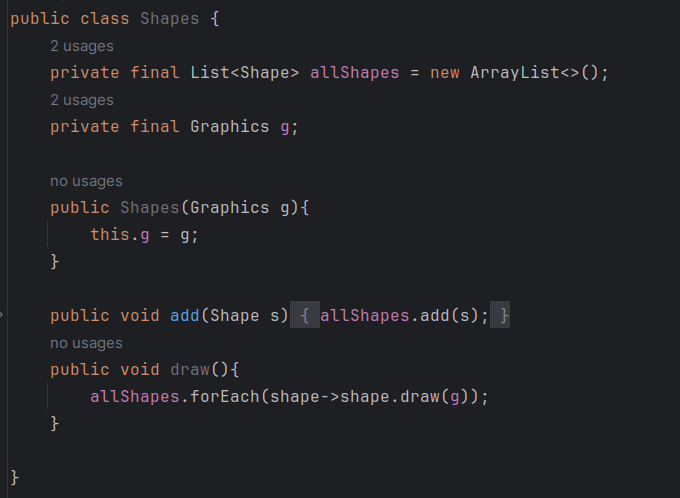 public class Shapes {
2 usages
private final List<Shape> allShapes = new ArrayList<>();
2 usages
private final Graphics g;
no usages
public Shapes(Graphics g){
this.g = g;
}
public void add(Shape s) { allShapes.add(s); }
no usages
public void draw(){
allShapes.forEach(shape->shape.draw(g));
}
}